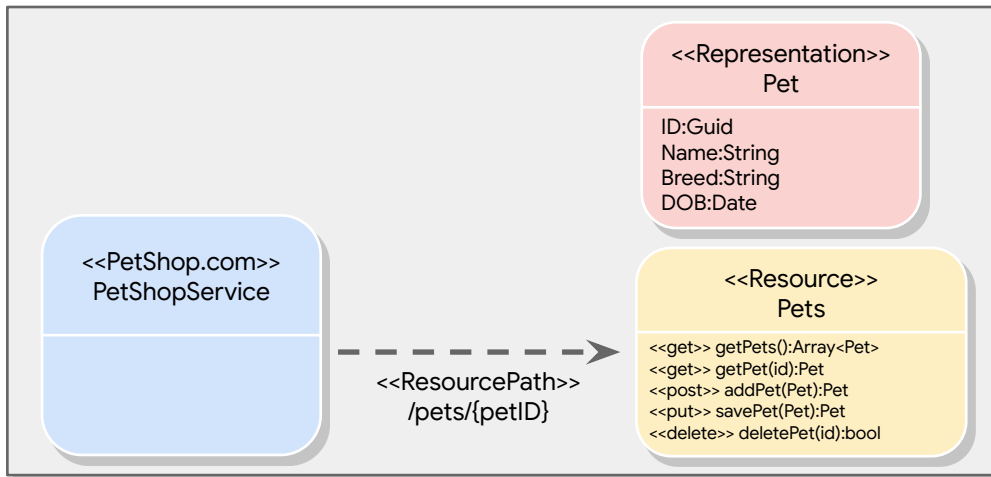 <<Representation>>
Pet
ID:Guid
Name:String
Breed:String
DOB:Date
<<PetShop.com>>
PetShopService
<<ResourcePath>>
/pets/{petID}
<<Resource>>
Pets
<<get>> getPets():Array<Pet>
<<get>> getPet(id):Pet
<<post>> addPet(Pet):Pet
<<put>> savePet(Pet):Pet
<<delete>> deletePet(id):bool